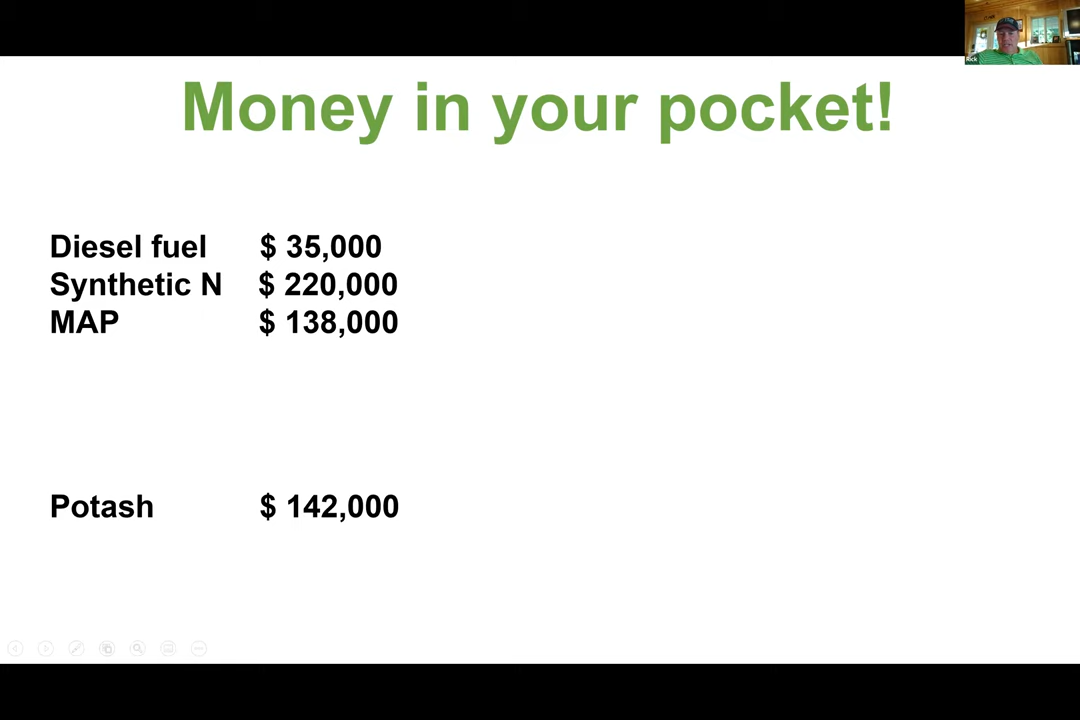 Rick
Money in your pocket!
Diesel fuel $ 35,000
Synthetic N $ 220,000
MAP $ 138,000
Potash $ 142,000